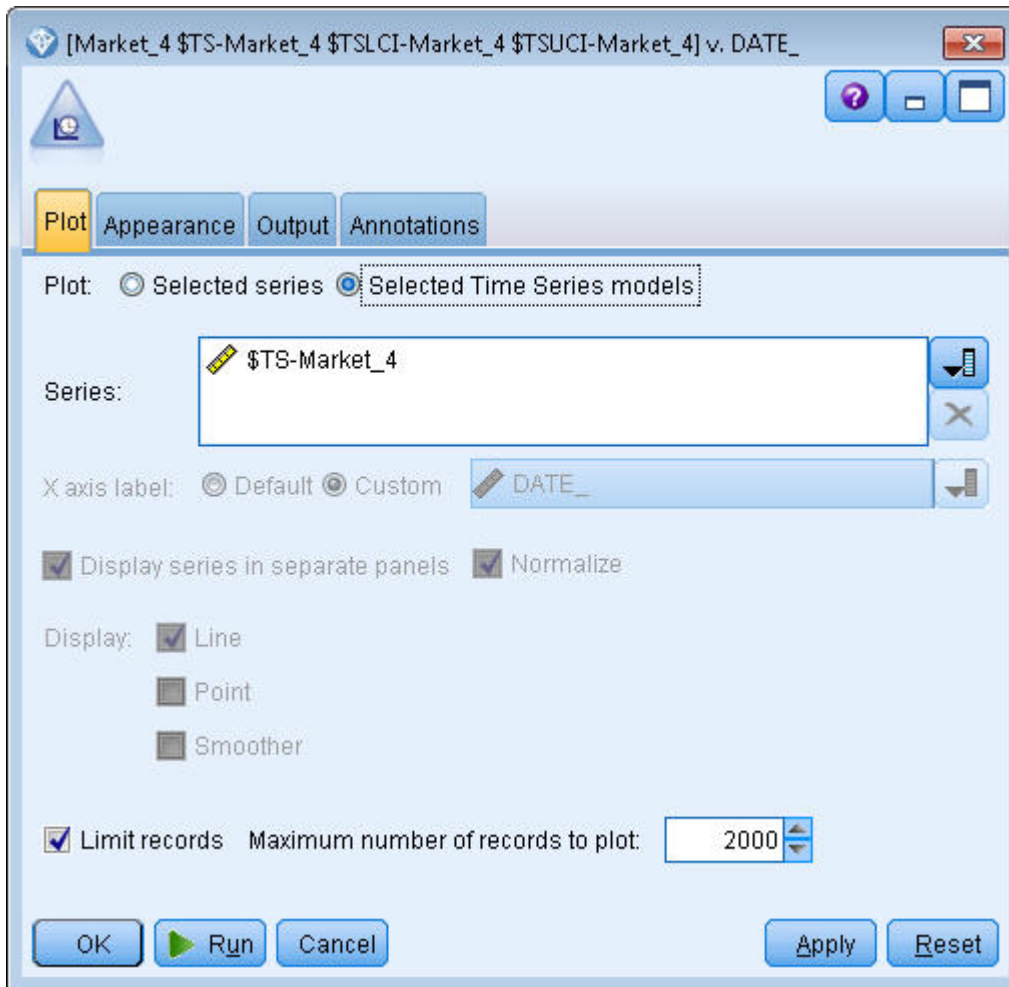 [Market_4 $TS-Market_4 $TSLCI-Market_4 $TSUCI-Market_4] v. DATE_
?
Plot Appearance Output Annotations
Plot: Selected series Selected Time Series models
Series: $TS-Market_4
X axis label: Default Custom DATE_
Display series in separate panels Normalize
Display: Line
Point
Smoother
Limit records Maximum number of records to plot: 2000
OK Run Cancel Apply Reset